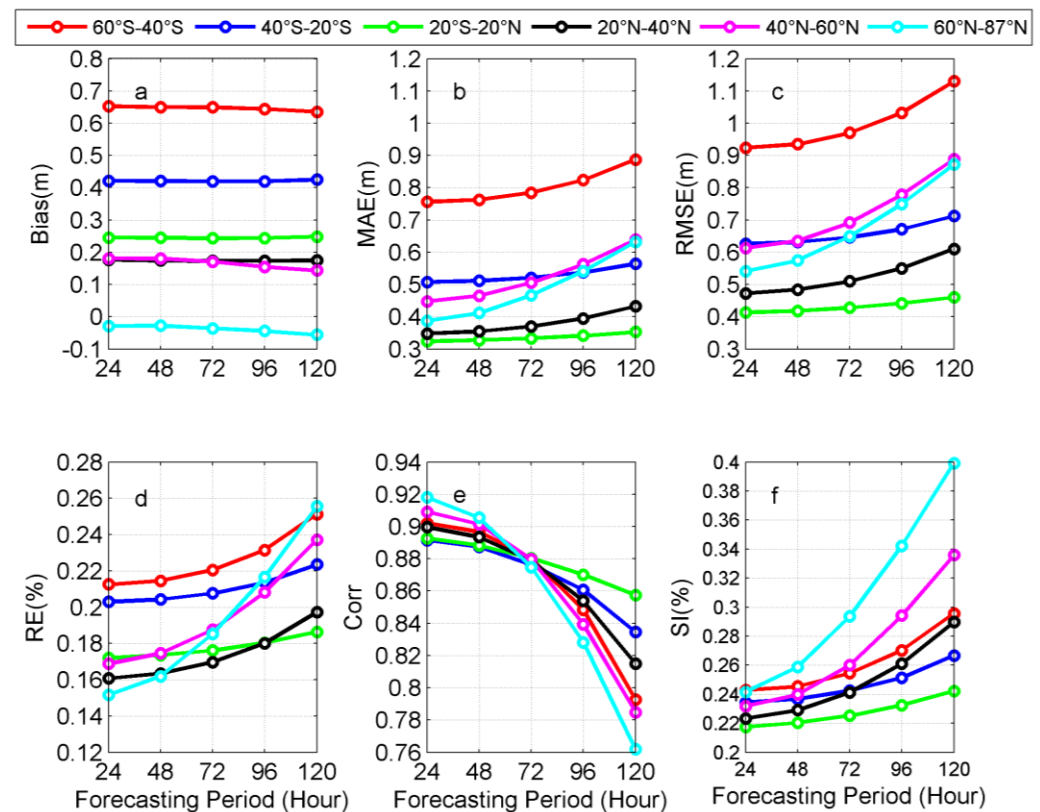 60°S-40°S 40°S-20°S 20°S-20°N 20°N-40°N 40°N-60°N 60°N-87°N
a
Bias(m)
0.8
0.7
0.6
0.5
0.4
0.3
0.2
0.1
0
-0.1
24 48 72 96 120
b
MAE(m)
1.2
1.1
1
0.9
0.8
0.7
0.6
0.5
0.4
0.3
24 48 72 96 120
c
RMSE(m)
1.2
1.1
1
0.9
0.8
0.7
0.6
0.5
0.4
0.3
24 48 72 96 120
d
RE(%)
0.28
0.26
0.24
0.22
0.2
0.18
0.16
0.14
0.12
24 48 72 96 120
Forecasting Period (Hour)
e
Corr
0.94
0.92
0.9
0.88
0.86
0.84
0.82
0.8
0.78
0.76
24 48 72 96 120
Forecasting Period (Hour)
f
SI(%)
0.4
0.38
0.36
0.34
0.32
0.3
0.28
0.26
0.24
0.22
0.2
24 48 72 96 120
Forecasting Period (Hour)